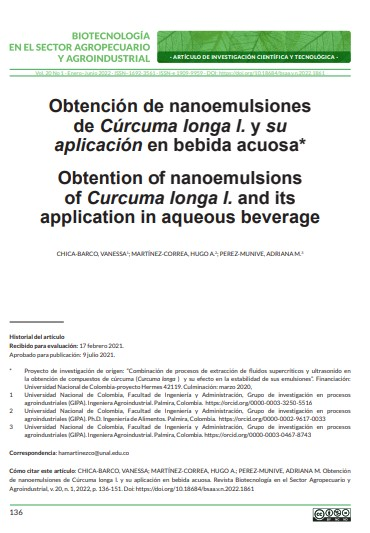 BIOTECNOLOGÍA
EN EL SECTOR AGROPECUARIO
Y AGROINDUSTRIAL
· ARTÍCULO DE INVESTIGACIÓN CIENTÍFICA Y TECNOLÓGICA ·
Vol. 20 No 1 · Enero - Junio 2022 · ISSN-1692-3561 · ISSN-e 1909-9959 · DOI: https://doi.org/10.18684/bsaa.v.n.2022.1861
Obtención de nanoemulsiones
de Cúrcuma longa l. y su
aplicación en bebida acuosa*
Obtention of nanoemulsions
of Curcuma longa l. and its
application in aqueous beverage
CHICA-BARCO, VANESSA1; MARTÍNEZ-CORREA, HUGO A.2; PEREZ-MUNIVE, ADRIANA M.3
Historial del artículo
Recibido para evaluación: 17 febrero 2021.
Aprobado para publicación: 9 julio 2021.
* Proyecto de investigación de origen: "Combinación de procesos de extracción de fluidos supercríticos y ultrasonido en
la obtención de compuestos de cúrcuma (Curcuma longa ) y su efecto en la estabilidad de sus emulsiones". Financiación:
Universidad Nacional de Colombia-proyecto Hermes 42119. Culminación: marzo 2020.
1 Universidad Nacional de Colombia, Facultad de Ingeniería y Administración, Grupo de investigación en procesos
agroindustriales (GIPA). Ingeniera Agroindustrial. Palmira, Colombia. https://orcid.org/0000-0003-3250-5516
2 Universidad Nacional de Colombia, Facultad de Ingeniería y Administración, Grupo de investigación en procesos
agroindustriales (GIPA). Ph.D. Ingeniería de Alimentos. Palmira, Colombia. https://orcid.org/0000-0002-9617-0033
3 Universidad Nacional de Colombia, Facultad de Ingeniería y Administración, Grupo de investigación en procesos
agroindustriales (GIPA). Ingeniera Agroindustrial. Palmira, Colombia. https://orcid.org/0000-0003-0467-8743
Correspondencia: hamartinezco@unal.edu.co
Cómo citar este artículo: CHICA-BARCO, VANESSA; MARTÍNEZ-CORREA, HUGO A.; PEREZ-MUNIVE, ADRIANA M. Obtención
de nanoemulsiones de Cúrcuma longa l. y su aplicación en bebida acuosa. Revista Biotecnología en el Sector Agropecuario y
Agroindustrial, v. 20, n. 1, 2022, p. 136-151. Doi: https://doi.org/10.18684/bsaa.v.n.2022.1861
136
BY NC ND